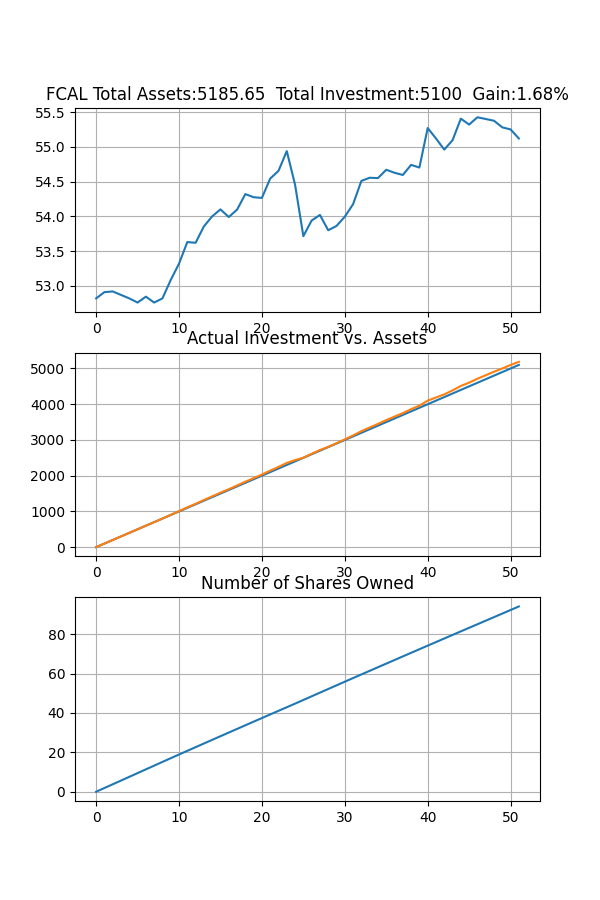 FCAL Total Assets:5185.65  Total Investment:5100  Gain:1.68%
55.5
55.0
54.5
54.0
53.5
53.0
0 10 20 30 40 50
Actual Investment vs. Assets
5000
4000
3000
2000
1000
0
0 10 20 30 40 50
Number of Shares Owned
80
60
40
20
0
0 10 20 30 40 50